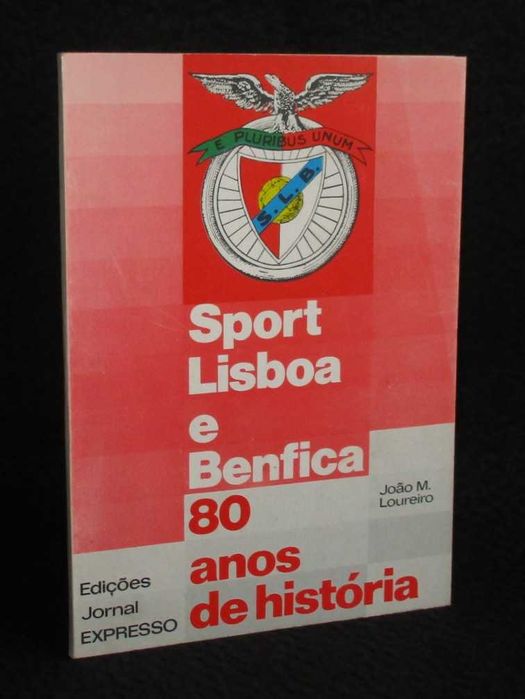 E PLURIBUS UNUM
S.L.B.
Sport
Lisboa
e
Benfica
80
anos
de história
João M.
Loureiro
Edições
Jornal
EXPRESSO